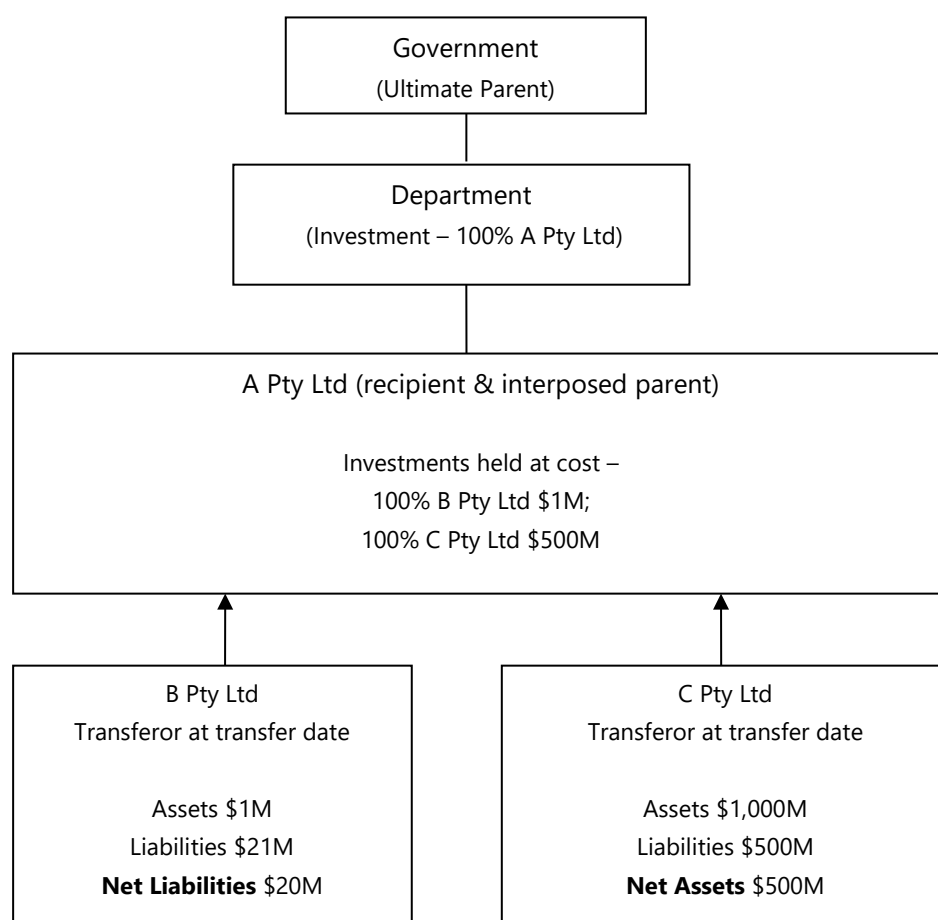 Government
(Ultimate Parent)
Department
(Investment – 100% A Pty Ltd)
A Pty Ltd (recipient & interposed parent)
Investments held at cost –
100% B Pty Ltd $1M;
100% C Pty Ltd $500M
B Pty Ltd
Transferor at transfer date
Assets $1M
Liabilities $21M
Net Liabilities $20M
C Pty Ltd
Transferor at transfer date
Assets $1,000M
Liabilities $500M
Net Assets $500M